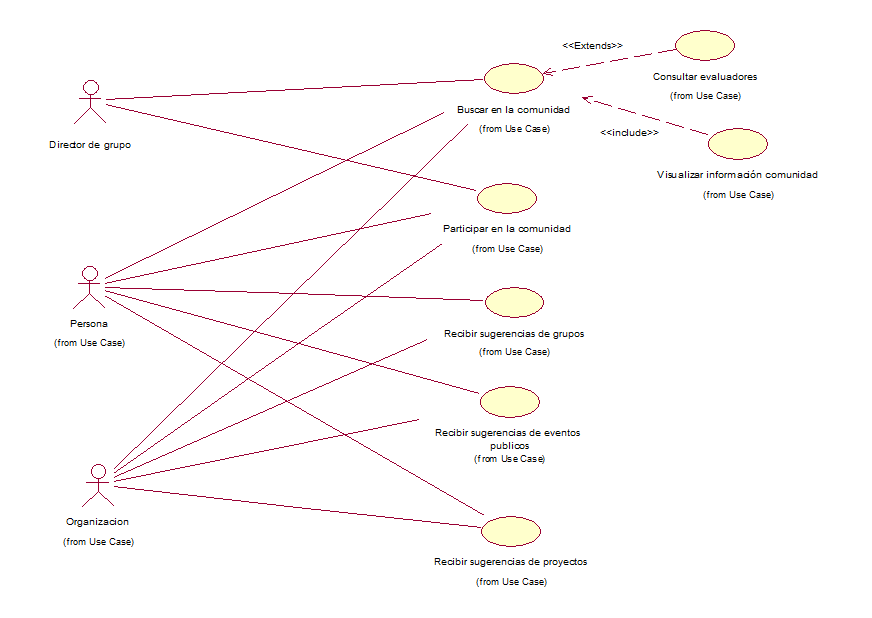 <<Extends>>
Consultar evaluadores
(from Use Case)
Buscar en la comunidad
(from Use Case)
<<include>>
Visualizar información comunidad
(from Use Case)
Director de grupo
Participar en la comunidad
(from Use Case)
Persona
(from Use Case)
Recibir sugerencias de grupos
(from Use Case)
Recibir sugerencias de eventos
publicos
(from Use Case)
Organizacion
(from Use Case)
Recibir sugerencias de proyectos
(from Use Case)